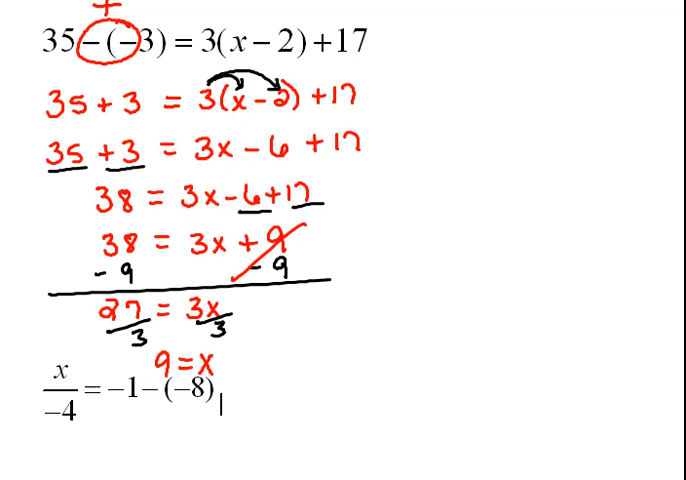 +
35 − (−3) = 3(x − 2) + 17
35 + 3 = 3(x − 2) + 17
35 + 3 = 3x − 6 + 17
38 = 3x − 6 + 17
38 = 3x + 9
− 9 − 9
27 = 3x
3 3
9 = x
x/−4 = −1 − (−8)